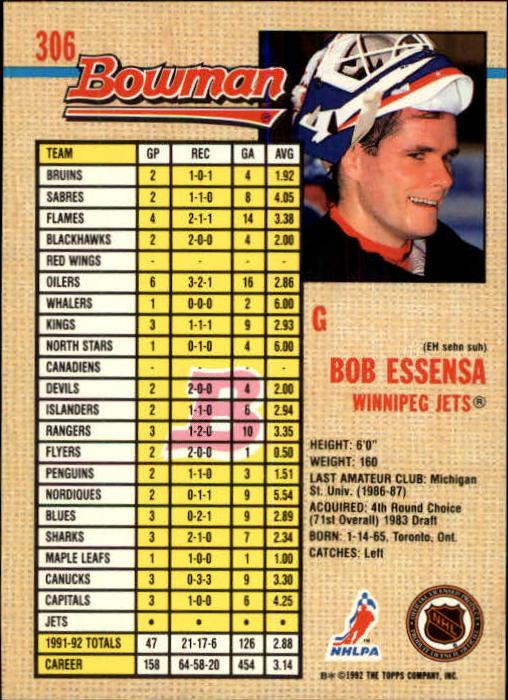 306
Bowman®
TEAM GP REC GA AVG
BRUINS 2 1-0-1 4 1.92
SABRES 2 1-1-0 8 4.05
FLAMES 4 2-1-1 14 3.38
BLACKHAWKS 2 2-0-0 4 2.00
RED WINGS - - - -
OILERS 6 3-2-1 16 2.86
WHALERS 1 0-0-0 2 6.00
KINGS 3 1-1-1 9 2.93
NORTH STARS 1 0-1-0 4 6.00
CANADIENS - - - -
DEVILS 2 2-0-0 4 2.00
ISLANDERS 2 1-1-0 6 2.94
RANGERS 3 1-2-0 10 3.35
FLYERS 2 2-0-0 1 0.50
PENGUINS 2 1-1-0 3 1.51
NORDIQUES 2 0-1-1 9 5.54
BLUES 3 0-2-1 9 2.89
SHARKS 3 2-1-0 7 2.34
MAPLE LEAFS 1 1-0-0 1 1.00
CANUCKS 3 0-3-3 9 3.30
CAPITALS 3 1-0-0 6 4.25
JETS • • • •
1991-92 TOTALS 47 21-17-6 126 2.88
CAREER 158 64-58-20 454 3.14
B
G
(EH sehn suh)
BOB ESSENSA
WINNIPEG JETS®
HEIGHT: 6'0"
WEIGHT: 160
LAST AMATEUR CLUB: Michigan
St. Univ. (1986-87)
ACQUIRED: 4th Round Choice
(71st Overall) 1983 Draft
BORN: 1-14-65, Toronto, Ont.
CATCHES: Left
NHLPA
TM
NHL
B* ©1992 THE TOPPS COMPANY, INC.